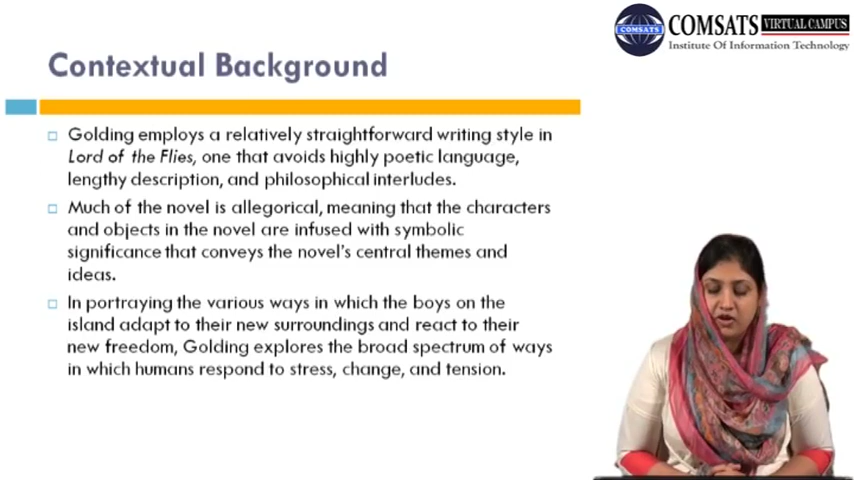 COMSATS VIRTUAL CAMPUS
COMSATS
Institute Of Information Technology
Contextual Background
Golding employs a relatively straightforward writing style in
Lord of the Flies, one that avoids highly poetic language,
lengthy description, and philosophical interludes.
Much of the novel is allegorical, meaning that the characters
and objects in the novel are infused with symbolic
significance that conveys the novel's central themes and
ideas.
In portraying the various ways in which the boys on the
island adapt to their new surroundings and react to their
new freedom, Golding explores the broad spectrum of ways
in which humans respond to stress, change, and tension.